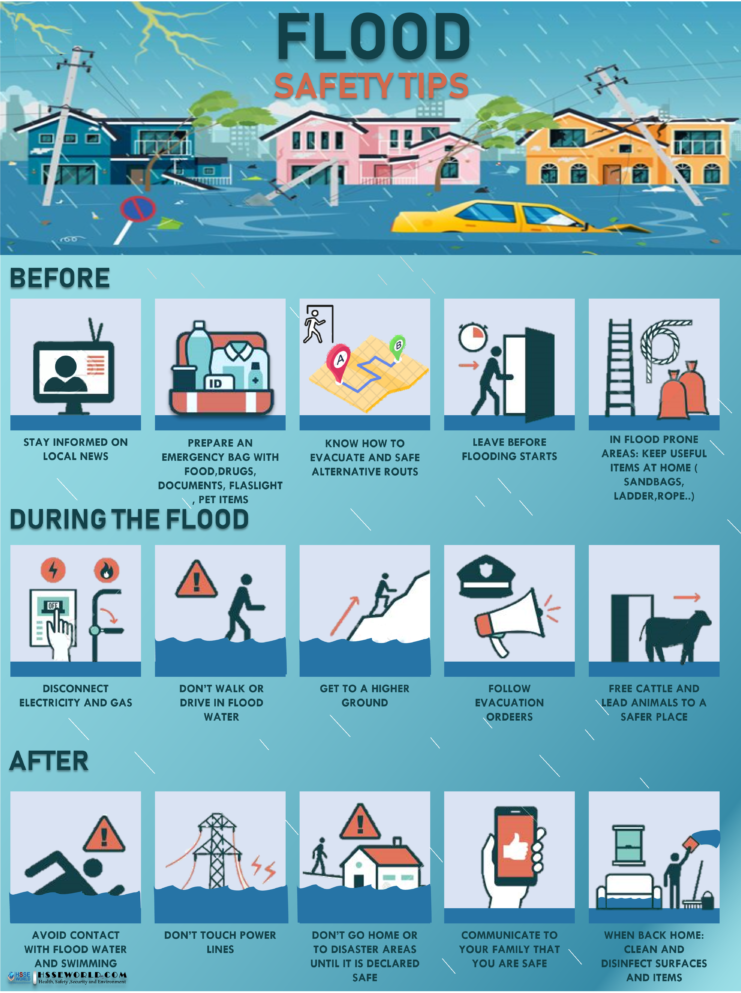 FLOOD
SAFETY TIPS
BEFORE
A
B
ID
STAY INFORMED ON
LOCAL NEWS
PREPARE AN
EMERGENCY BAG WITH
FOOD,DRUGS,
DOCUMENTS, FLASLIGHT
, PET ITEMS
KNOW HOW TO
EVACUATE AND SAFE
ALTERNATIVE ROUTS
LEAVE BEFORE
FLOODING STARTS
IN FLOOD PRONE
AREAS: KEEP USEFUL
ITEMS AT HOME (
SANDBAGS,
LADDER,ROPE..)
DURING THE FLOOD
OFF
DISCONNECT
ELECTRICITY AND GAS
DON'T WALK OR
DRIVE IN FLOOD
WATER
GET TO A HIGHER
GROUND
FOLLOW
EVACUATION
ORDEERS
FREE CATTLE AND
LEAD ANIMALS TO A
SAFER PLACE
AFTER
AVOID CONTACT
WITH FLOOD WATER
AND SWIMMING
DON'T TOUCH POWER
LINES
DON'T GO HOME OR
TO DISASTER AREAS
UNTIL IT IS DECLARED
SAFE
COMMUNICATE TO
YOUR FAMILY THAT
YOU ARE SAFE
WHEN BACK HOME:
CLEAN AND
DISINFECT SURFACES
AND ITEMS
HSSEWORLD.COM
Health, Safety, Security and Environment